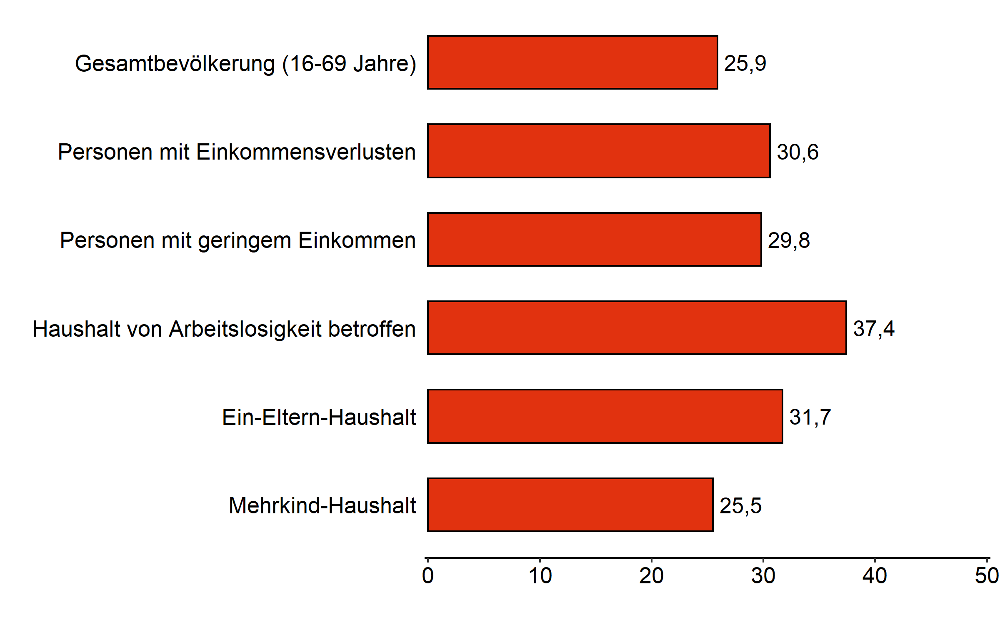 Gesamtbevölkerung (16-69 Jahre) 25,9
Personen mit Einkommensverlusten 30,6
Personen mit geringem Einkommen 29,8
Haushalt von Arbeitslosigkeit betroffen 37,4
Ein-Eltern-Haushalt 31,7
Mehrkind-Haushalt 25,5
0 10 20 30 40 50